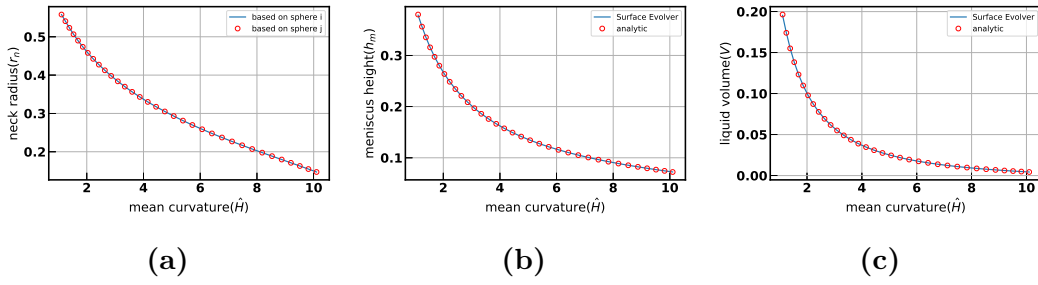 based on sphere i
based on sphere j
0.5
0.4
0.3
0.2
neck radius(r_n)
2 4 6 8 10
mean curvature(Ĥ)
(a)
Surface Evolver
analytic
0.3
0.2
0.1
meniscus height(h_m)
2 4 6 8 10
mean curvature(Ĥ)
(b)
Surface Evolver
analytic
0.20
0.15
0.10
0.05
0.00
liquid volume(V)
2 4 6 8 10
mean curvature(Ĥ)
(c)